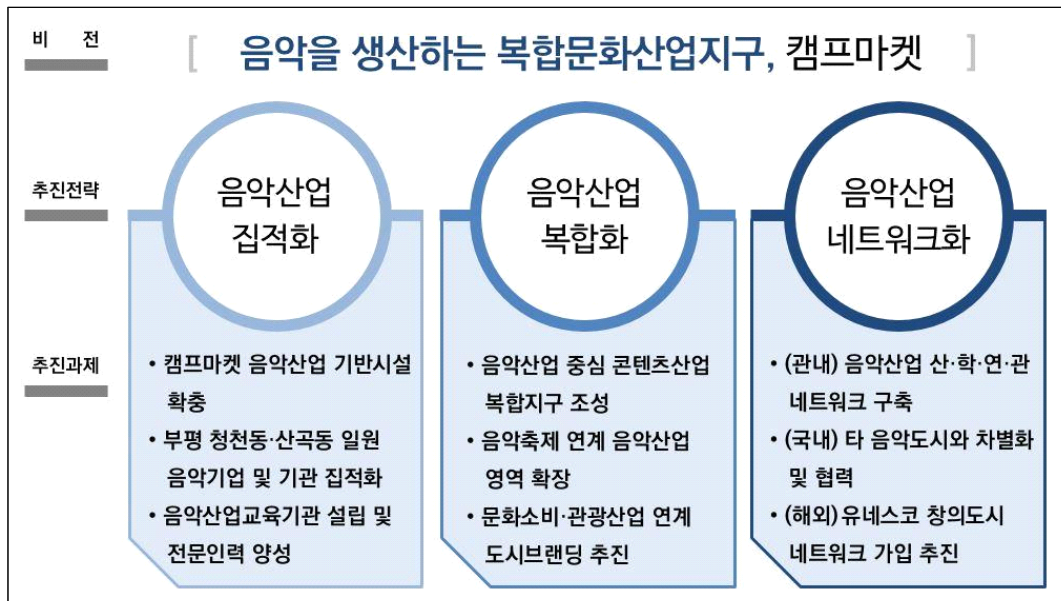 비 전
[ 음악을 생산하는 복합문화산업지구, 캠프마켓 ]
추진전략
음악산업
집적화
음악산업
복합화
음악산업
네트워크화
추진과제
• 캠프마켓 음악산업 기반시설
확충
• 부평 청천동·산곡동 일원
음악기업 및 기관 집적화
• 음악산업교육기관 설립 및
전문인력 양성
• 음악산업 중심 콘텐츠산업
복합지구 조성
• 음악축제 연계 음악산업
영역 확장
• 문화소비·관광산업 연계
도시브랜딩 추진
• (관내) 음악산업 산·학·연·관
네트워크 구축
• (국내) 타 음악도시와 차별화
및 협력
• (해외) 유네스코 창의도시
네트워크 가입 추진